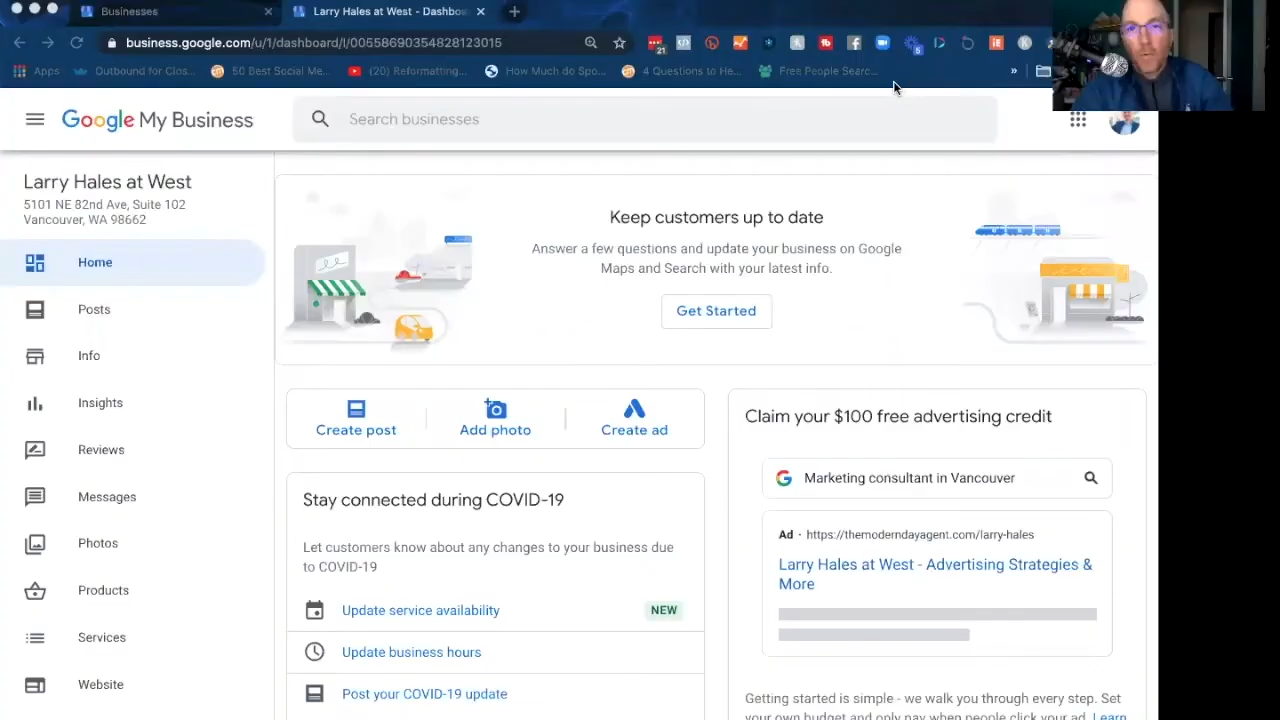 Businesses
Larry Hales at West - Dashbou
business.google.com/u/1/dashboard/l/00558690354828123015
21
5
Apps
Outbound for Clos...
50 Best Social Me...
(20) Reformatting...
How Much do Spo...
4 Questions to He...
Free People Searc...
»
Google My Business
Search businesses
Larry Hales at West
5101 NE 82nd Ave, Suite 102
Vancouver, WA 98662
Home
Posts
Info
Insights
Reviews
Messages
Photos
Products
Services
Website
Keep customers up to date
Answer a few questions and update your business on Google
Maps and Search with your latest info.
Get Started
Create post
Add photo
Create ad
Stay connected during COVID-19
Let customers know about any changes to your business due
to COVID-19
Update service availability
NEW
Update business hours
Post your COVID-19 update
Claim your $100 free advertising credit
Marketing consultant in Vancouver
Ad · https://themoderndayagent.com/larry-hales
Larry Hales at West - Advertising Strategies &
More
Getting started is simple - we walk you through every step. Set
your own budget and only pay when people click your ad. Learn